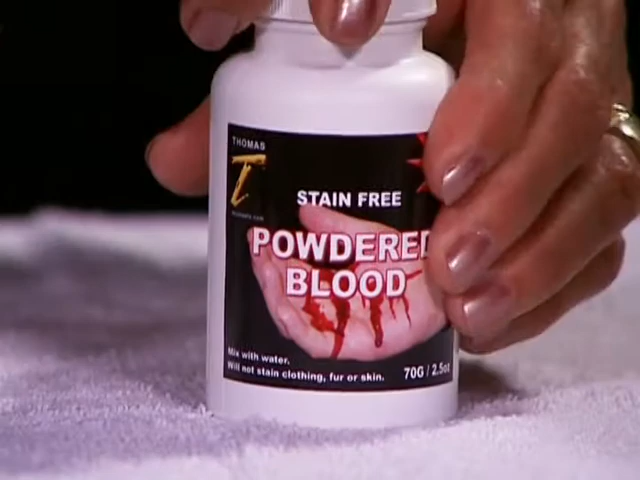 THOMAS
T
STAIN FREE
POWDERED
BLOOD
Mix with water.
Will not stain clothing, fur or skin.
70G / 2.5oz